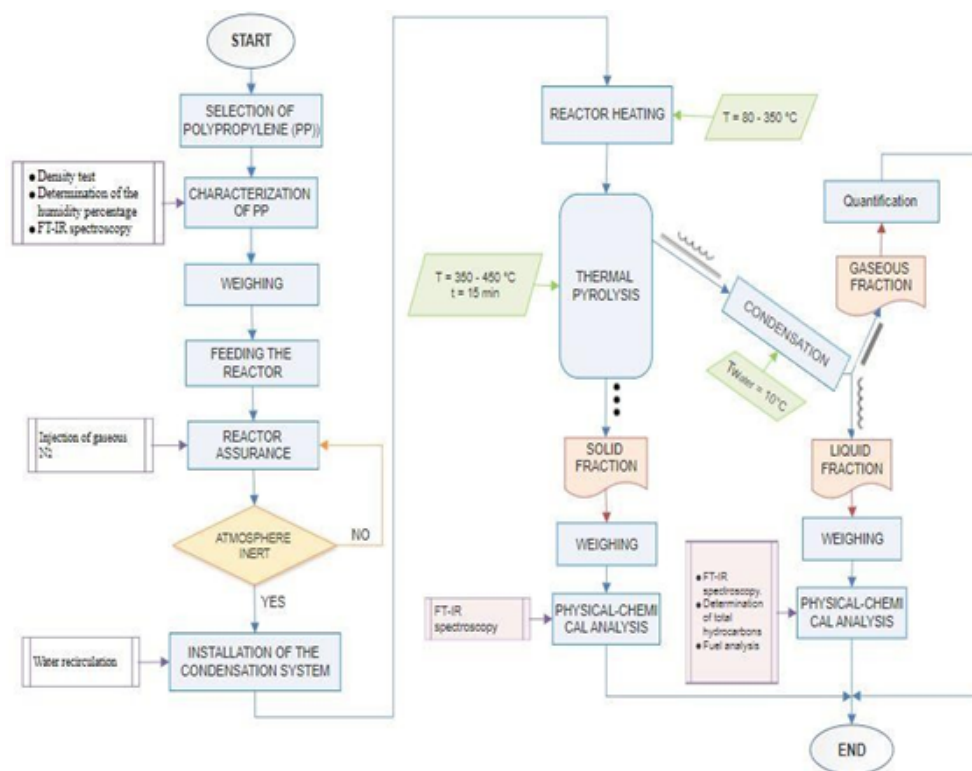 START
SELECTION OF
POLYPROPYLENE (PP))
● Density test
● Determination of the
humidity percentage
● FT-IR spectroscopy
CHARACTERIZATION
OF PP
WEIGHING
FEEDING THE
REACTOR
Injection of gaseous
N2
REACTOR
ASSURANCE
ATMOSPHERE
INERT
NO
YES
Water recirculation
INSTALLATION OF THE
CONDENSATION SYSTEM
REACTOR HEATING
T = 80 - 350 °C
T = 350 - 450 °C
t = 15 min
THERMAL
PYROLYSIS
CONDENSATION
Twater = 10°C
Quantification
GASEOUS
FRACTION
SOLID
FRACTION
WEIGHING
FT-IR
spectroscopy
PHYSICAL-CHEMI
CAL ANALYSIS
LIQUID
FRACTION
WEIGHING
● FT-IR
spectroscopy.
● Determination
of total
hydrocarbons
● Fuel analysis
PHYSICAL-CHEMI
CAL ANALYSIS
END